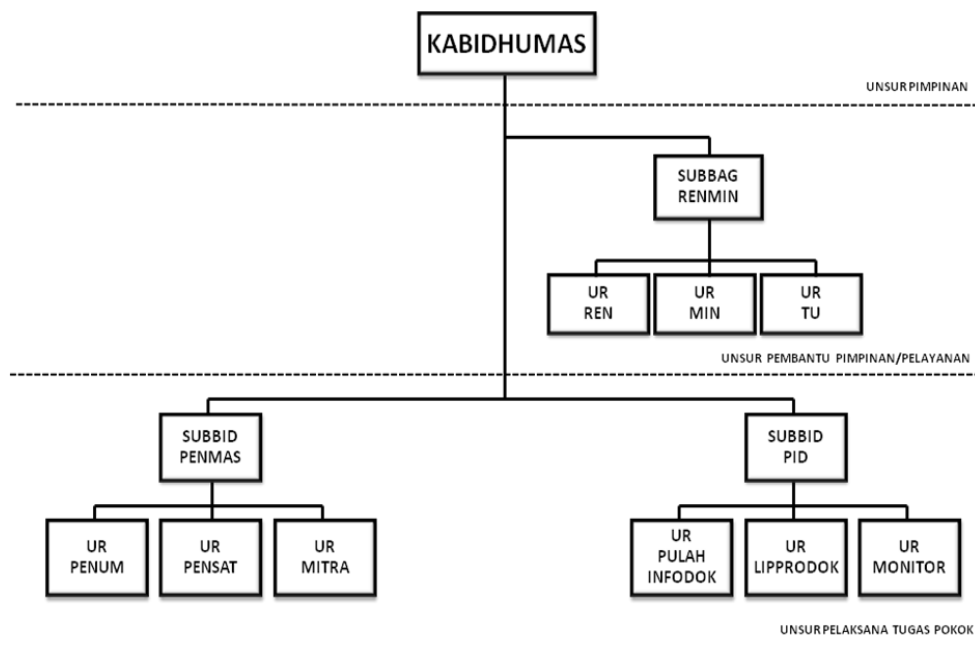 KABIDHUMAS
UNSUR PIMPINAN
SUBBAG
RENMIN
UR
REN
UR
MIN
UR
TU
UNSUR PEMBANTU PIMPINAN/PELAYANAN
SUBBID
PENMAS
SUBBID
PID
UR
PENUM
UR
PENSAT
UR
MITRA
UR
PULAH
INFODOK
UR
LIPPRODOK
UR
MONITOR
UNSUR PELAKSANA TUGAS POKOK